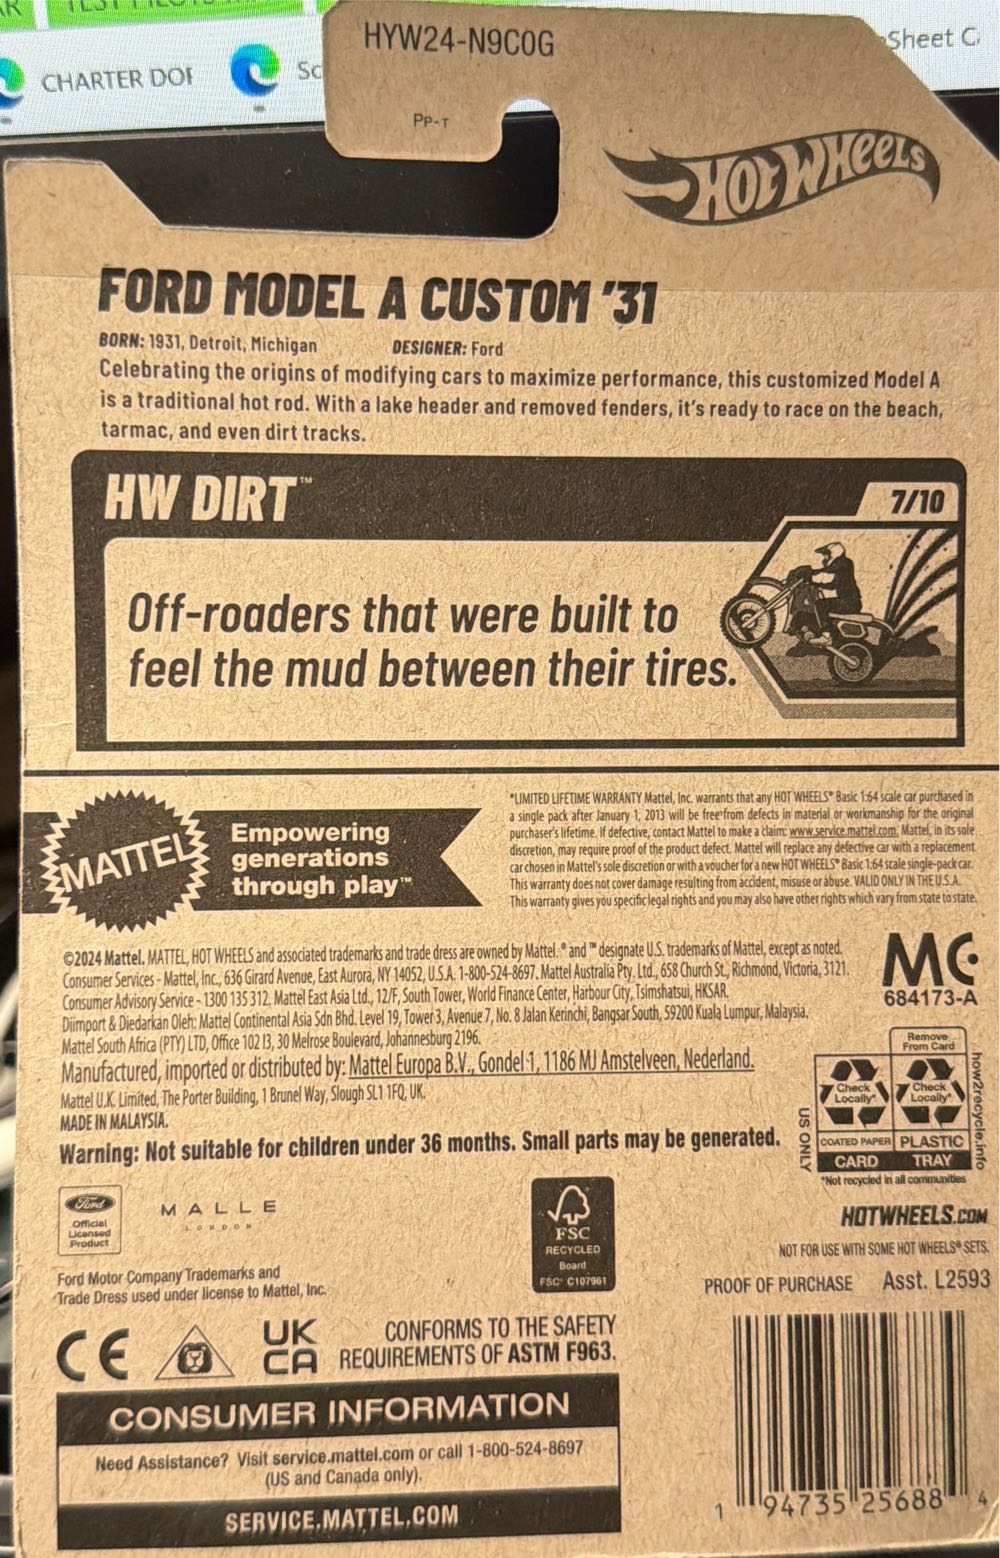 CHARTER DOF
Sc
Sheet C
HYW24-N9C0G
PP-T
HOT WHEELS
FORD MODEL A CUSTOM '31
BORN: 1931, Detroit, Michigan DESIGNER: Ford
Celebrating the origins of modifying cars to maximize performance, this customized Model A
is a traditional hot rod. With a lake header and removed fenders, it's ready to race on the beach,
tarmac, and even dirt tracks.
HW DIRT™
7/10
Off-roaders that were built to
feel the mud between their tires.
MATTEL
Empowering
generations
through play™
*LIMITED LIFETIME WARRANTY Mattel, Inc. warrants that any HOT WHEELS® Basic 1:64 scale car purchased in
a single pack after January 1, 2013 will be free from defects in material or workmanship for the original
purchaser's lifetime. If defective, contact Mattel to make a claim: www.service.mattel.com. Mattel, in its sole
discretion, may require proof of the product defect. Mattel will replace any defective car with a replacement
car chosen in Mattel's sole discretion or with a voucher for a new HOT WHEELS® Basic 1:64 scale single-pack car.
This warranty does not cover damage resulting from accident, misuse or abuse. VALID ONLY IN THE U.S.A.
This warranty gives you specific legal rights and you may also have other rights which vary from state to state.
©2024 Mattel. MATTEL, HOT WHEELS and associated trademarks and trade dress are owned by Mattel. ® and ™ designate U.S. trademarks of Mattel, except as noted.
Consumer Services - Mattel, Inc., 636 Girard Avenue, East Aurora, NY 14052, U.S.A. 1-800-524-8697. Mattel Australia Pty. Ltd., 658 Church St., Richmond, Victoria, 3121.
Consumer Advisory Service - 1300 135 312. Mattel East Asia Ltd., 12/F, South Tower, World Finance Center, Harbour City, Tsimshatsui, HKSAR.
Diimport & Diedarkan Oleh: Mattel Continental Asia Sdn Bhd. Level 19, Tower 3, Avenue 7, No. 8 Jalan Kerinchi, Bangsar South, 59200 Kuala Lumpur, Malaysia.
Mattel South Africa (PTY) LTD, Office 102 I3, 30 Melrose Boulevard, Johannesburg 2196.
Manufactured, imported or distributed by: Mattel Europa B.V., Gondel 1, 1186 MJ Amstelveen, Nederland.
Mattel U.K. Limited, The Porter Building, 1 Brunel Way, Slough SL1 1FQ, UK.
MADE IN MALAYSIA.
Warning: Not suitable for children under 36 months. Small parts may be generated.
MC
684173-A
Remove
From Card
Check
Locally*
Check
Locally*
COATED PAPER
PLASTIC
CARD
TRAY
US ONLY
how2recycle.info
*Not recycled in all communities
HOTWHEELS.COM
NOT FOR USE WITH SOME HOT WHEELS® SETS.
PROOF OF PURCHASE Asst. L2593
Ford
Official
Licensed
Product
MALLE
LONDON
FSC
RECYCLED
Board
FSC® C107961
Ford Motor Company Trademarks and
Trade Dress used under license to Mattel, Inc.
CE
UK
CA
CONFORMS TO THE SAFETY
REQUIREMENTS OF ASTM F963.
CONSUMER INFORMATION
Need Assistance? Visit service.mattel.com or call 1-800-524-8697
(US and Canada only).
SERVICE.MATTEL.COM
1 94735 25688 4